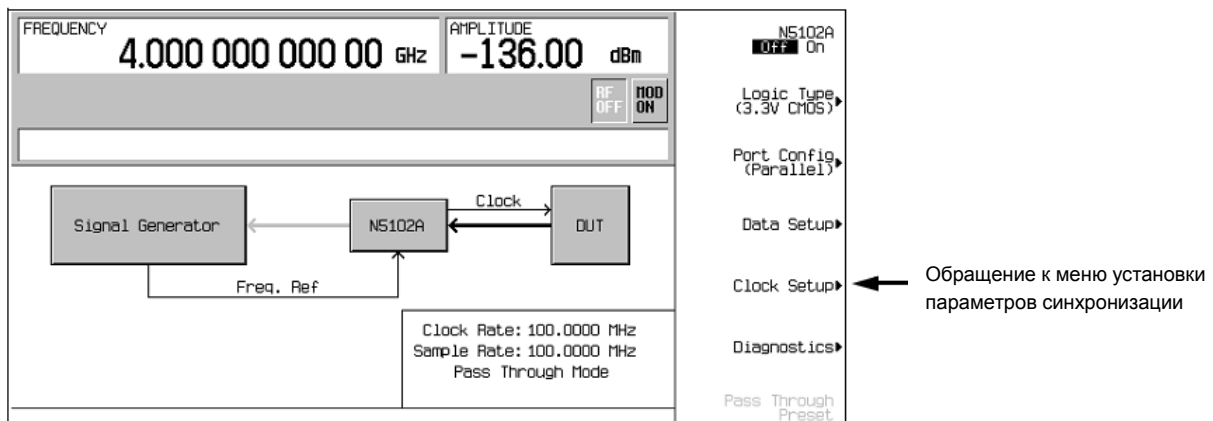 FREQUENCY
4.000 000 000 00 GHz
AMPLITUDE
-136.00 dBm
RF
OFF
MOD
ON
Signal Generator
N5102A
Clock
DUT
Freq. Ref
Clock Rate: 100.0000 MHz
Sample Rate: 100.0000 MHz
Pass Through Mode
N5102A
Off On
Logic Type
(3.3V CMOS)
Port Config
(Parallel)
Data Setup
Clock Setup
Diagnostics
Pass Through
Preset
Обращение к меню установки
параметров синхронизации